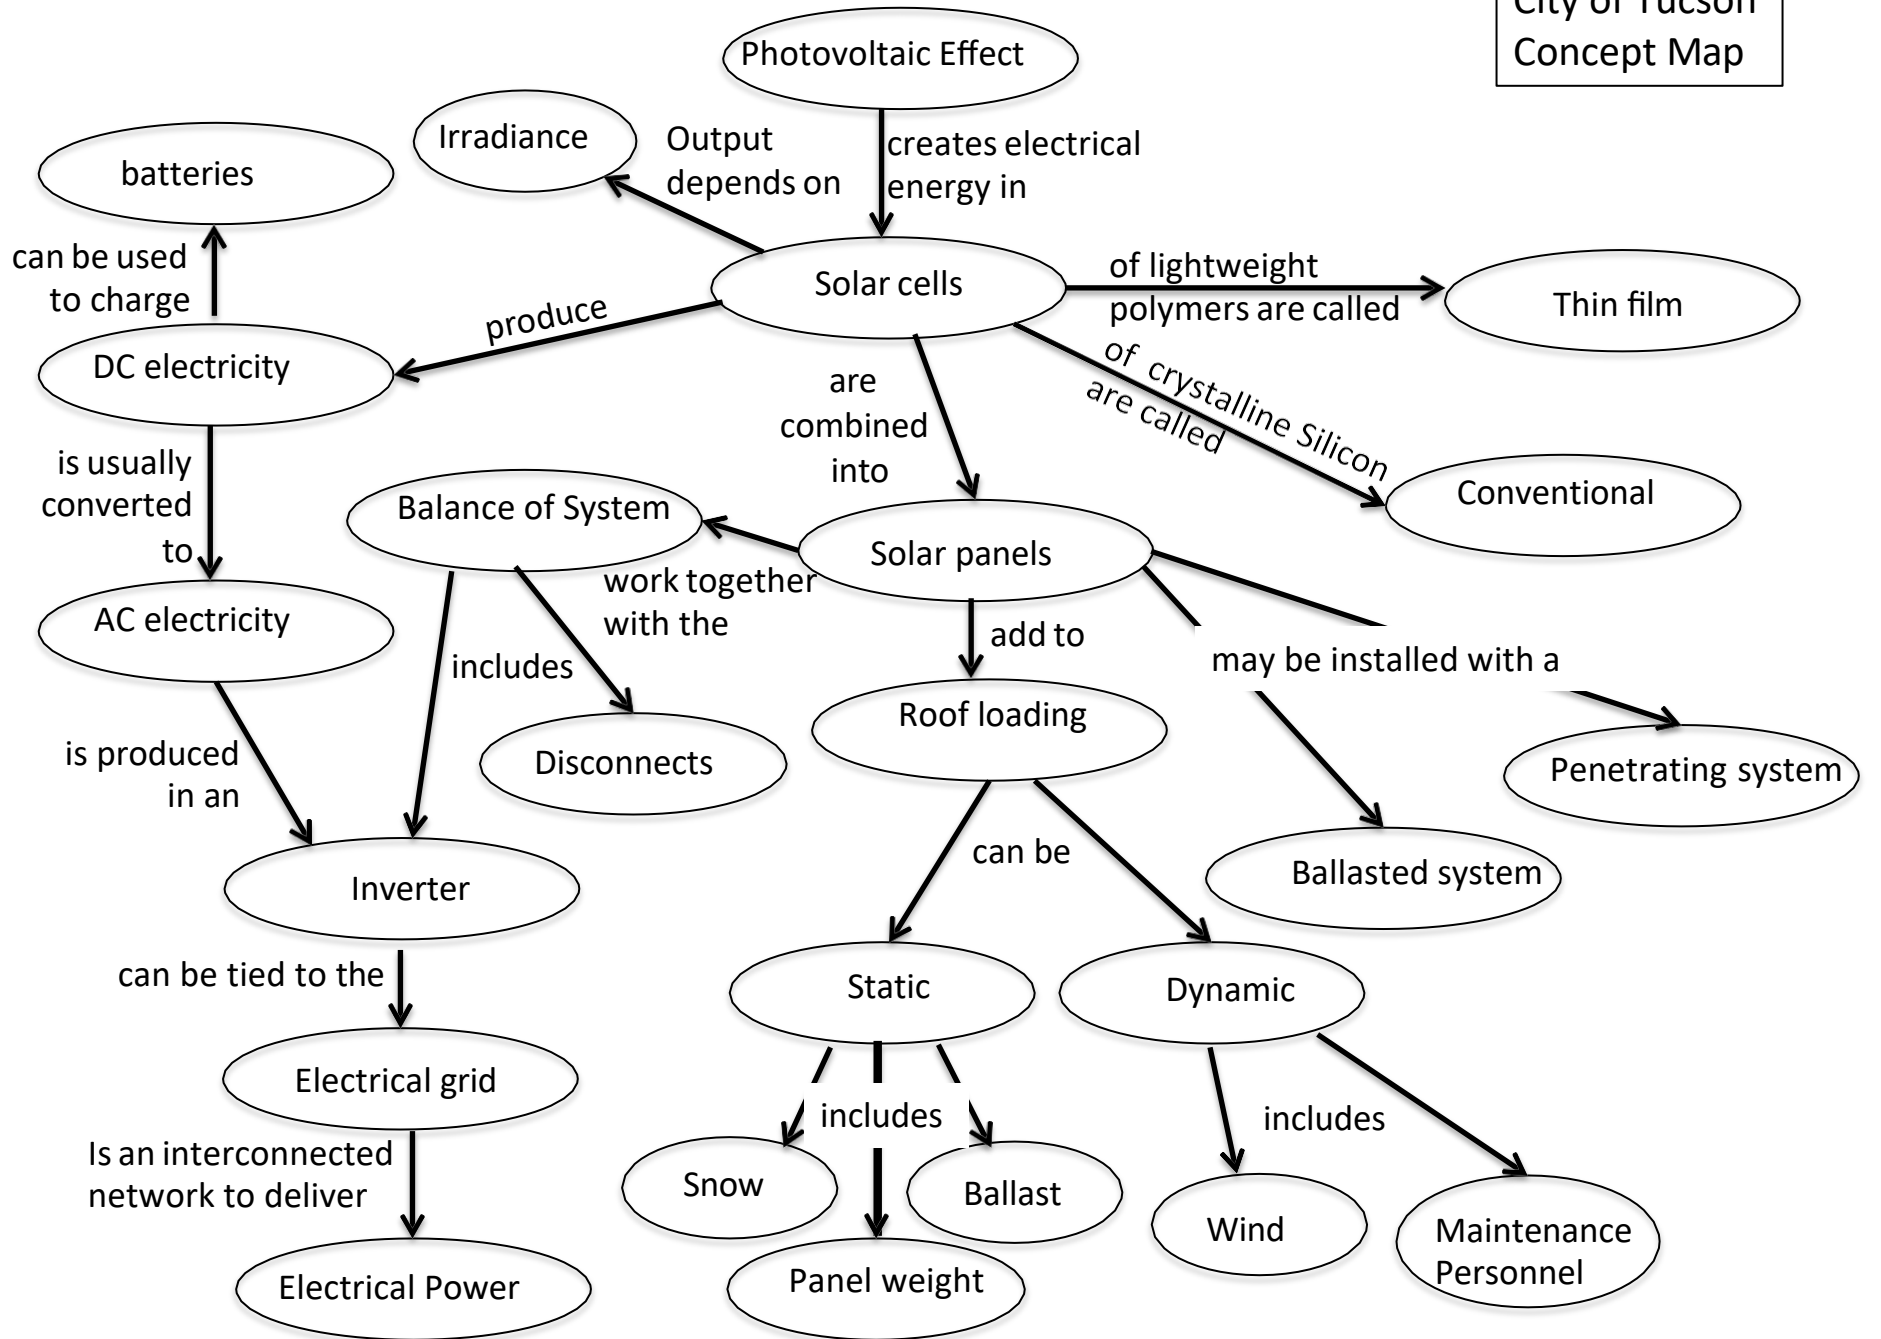 City of Tucson
Concept Map
Photovoltaic Effect
Irradiance
Output
depends on
creates electrical
energy in
batteries
can be used
to charge
Solar cells
of lightweight
polymers are called
Thin film
produce
DC electricity
of crystalline Silicon
are called
are
combined
into
is usually
converted
to
Balance of System
Solar panels
Conventional
work together
with the
AC electricity
add to
includes
may be installed with a
Roof loading
Disconnects
Penetrating system
is produced
in an
can be
Ballasted system
Inverter
can be tied to the
Static
Dynamic
Electrical grid
includes
includes
Is an interconnected
network to deliver
Snow
Ballast
Wind
Maintenance
Personnel
Electrical Power
Panel weight